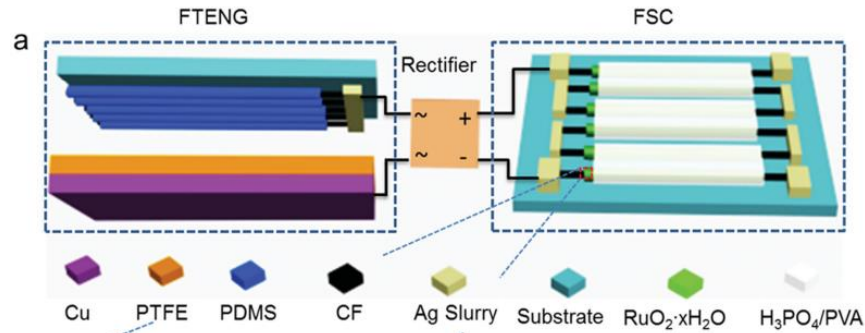 FTENG FSC
a
Rectifier
~ +
~ -
Cu PTFE PDMS CF Ag Slurry Substrate RuO₂·xH₂O H₃PO₄/PVA